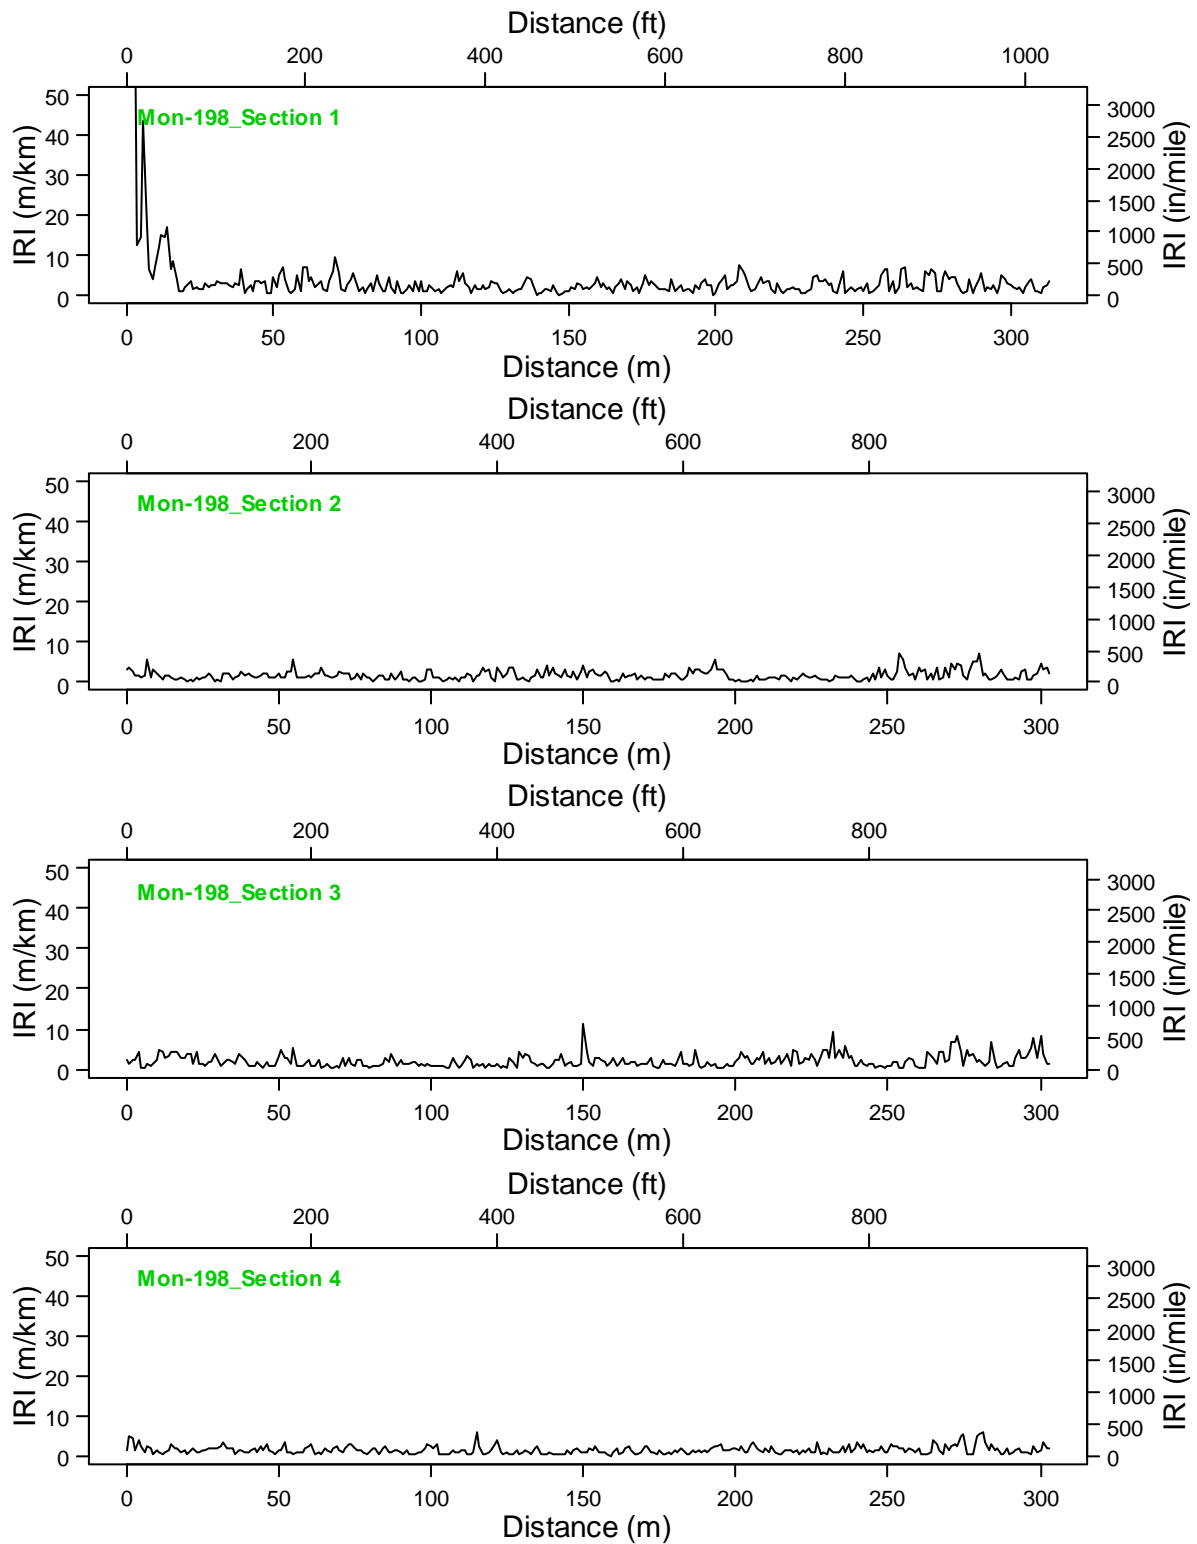 Distance (ft)
0 200 400 600 800 1000
Mon-198_Section 1
IRI (m/km)
50
40
30
20
10
0
3000
2500
2000
1500
1000
500
0
IRI (in/mile)
0 50 100 150 200 250 300
Distance (m)
Distance (ft)
0 200 400 600 800
Mon-198_Section 2
IRI (m/km)
50
40
30
20
10
0
3000
2500
2000
1500
1000
500
0
IRI (in/mile)
0 50 100 150 200 250 300
Distance (m)
Distance (ft)
0 200 400 600 800
Mon-198_Section 3
IRI (m/km)
50
40
30
20
10
0
3000
2500
2000
1500
1000
500
0
IRI (in/mile)
0 50 100 150 200 250 300
Distance (m)
Distance (ft)
0 200 400 600 800
Mon-198_Section 4
IRI (m/km)
50
40
30
20
10
0
3000
2500
2000
1500
1000
500
0
IRI (in/mile)
0 50 100 150 200 250 300
Distance (m)